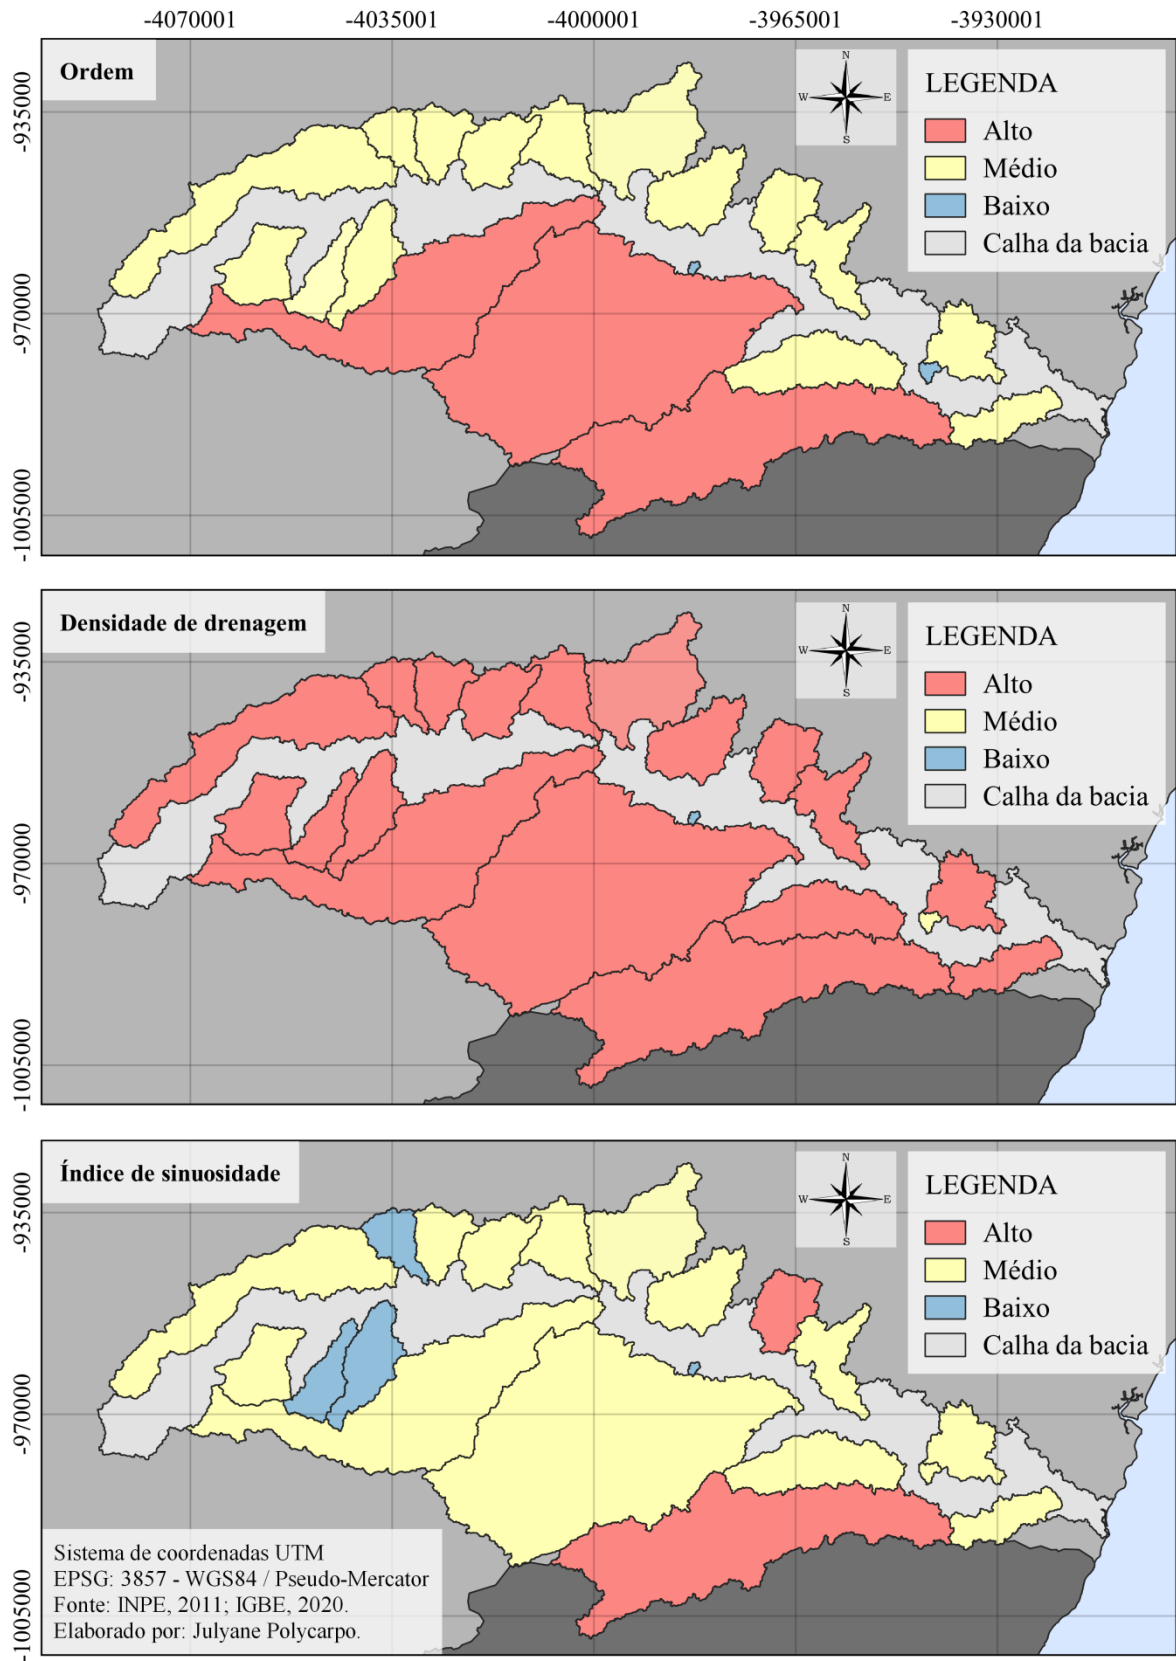 -4070001 -4035001 -4000001 -3965001 -3930001
Ordem
N
W E
S
LEGENDA
Alto
Médio
Baixo
Calha da bacia
-935000
-970000
-1005000
Densidade de drenagem
N
W E
S
LEGENDA
Alto
Médio
Baixo
Calha da bacia
-935000
-970000
-1005000
Índice de sinuosidade
N
W E
S
LEGENDA
Alto
Médio
Baixo
Calha da bacia
-935000
-970000
-1005000
Sistema de coordenadas UTM
EPSG: 3857 - WGS84 / Pseudo-Mercator
Fonte: INPE, 2011; IGBE, 2020.
Elaborado por: Julyane Polycarpo.